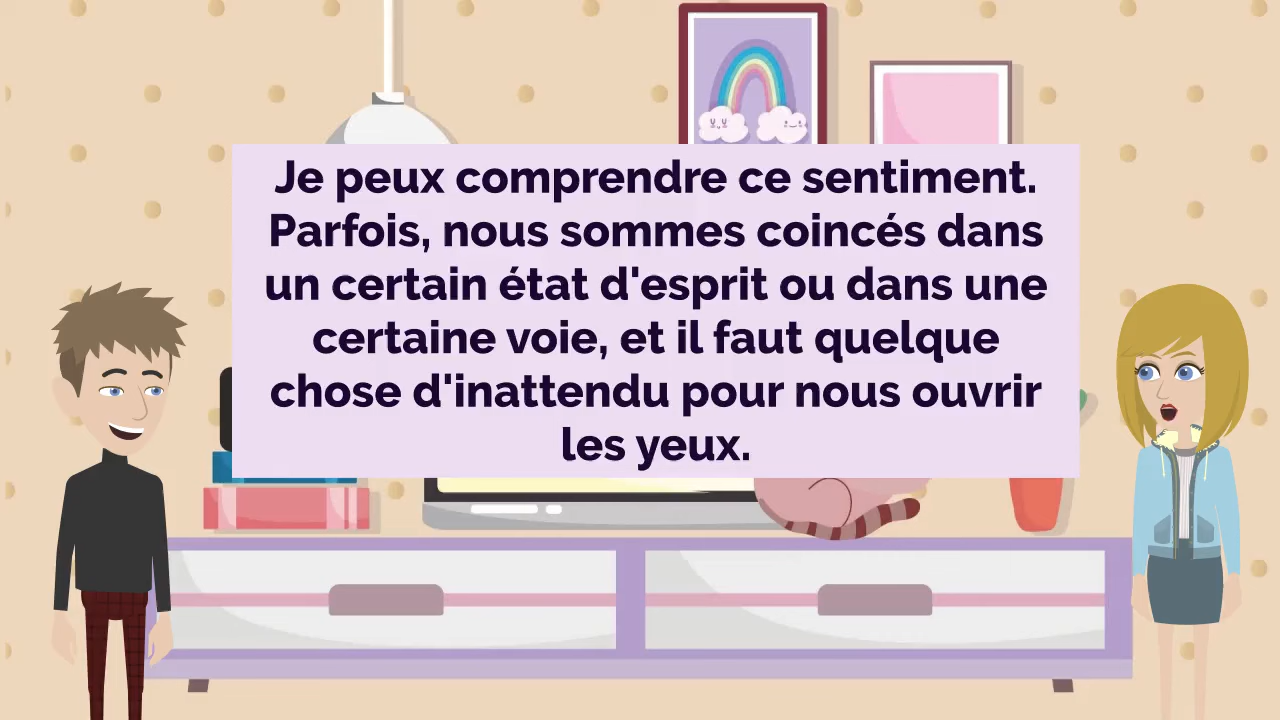 Je peux comprendre ce sentiment.
Parfois, nous sommes coincés dans
un certain état d'esprit ou dans une
certaine voie, et il faut quelque
chose d'inattendu pour nous ouvrir
les yeux.